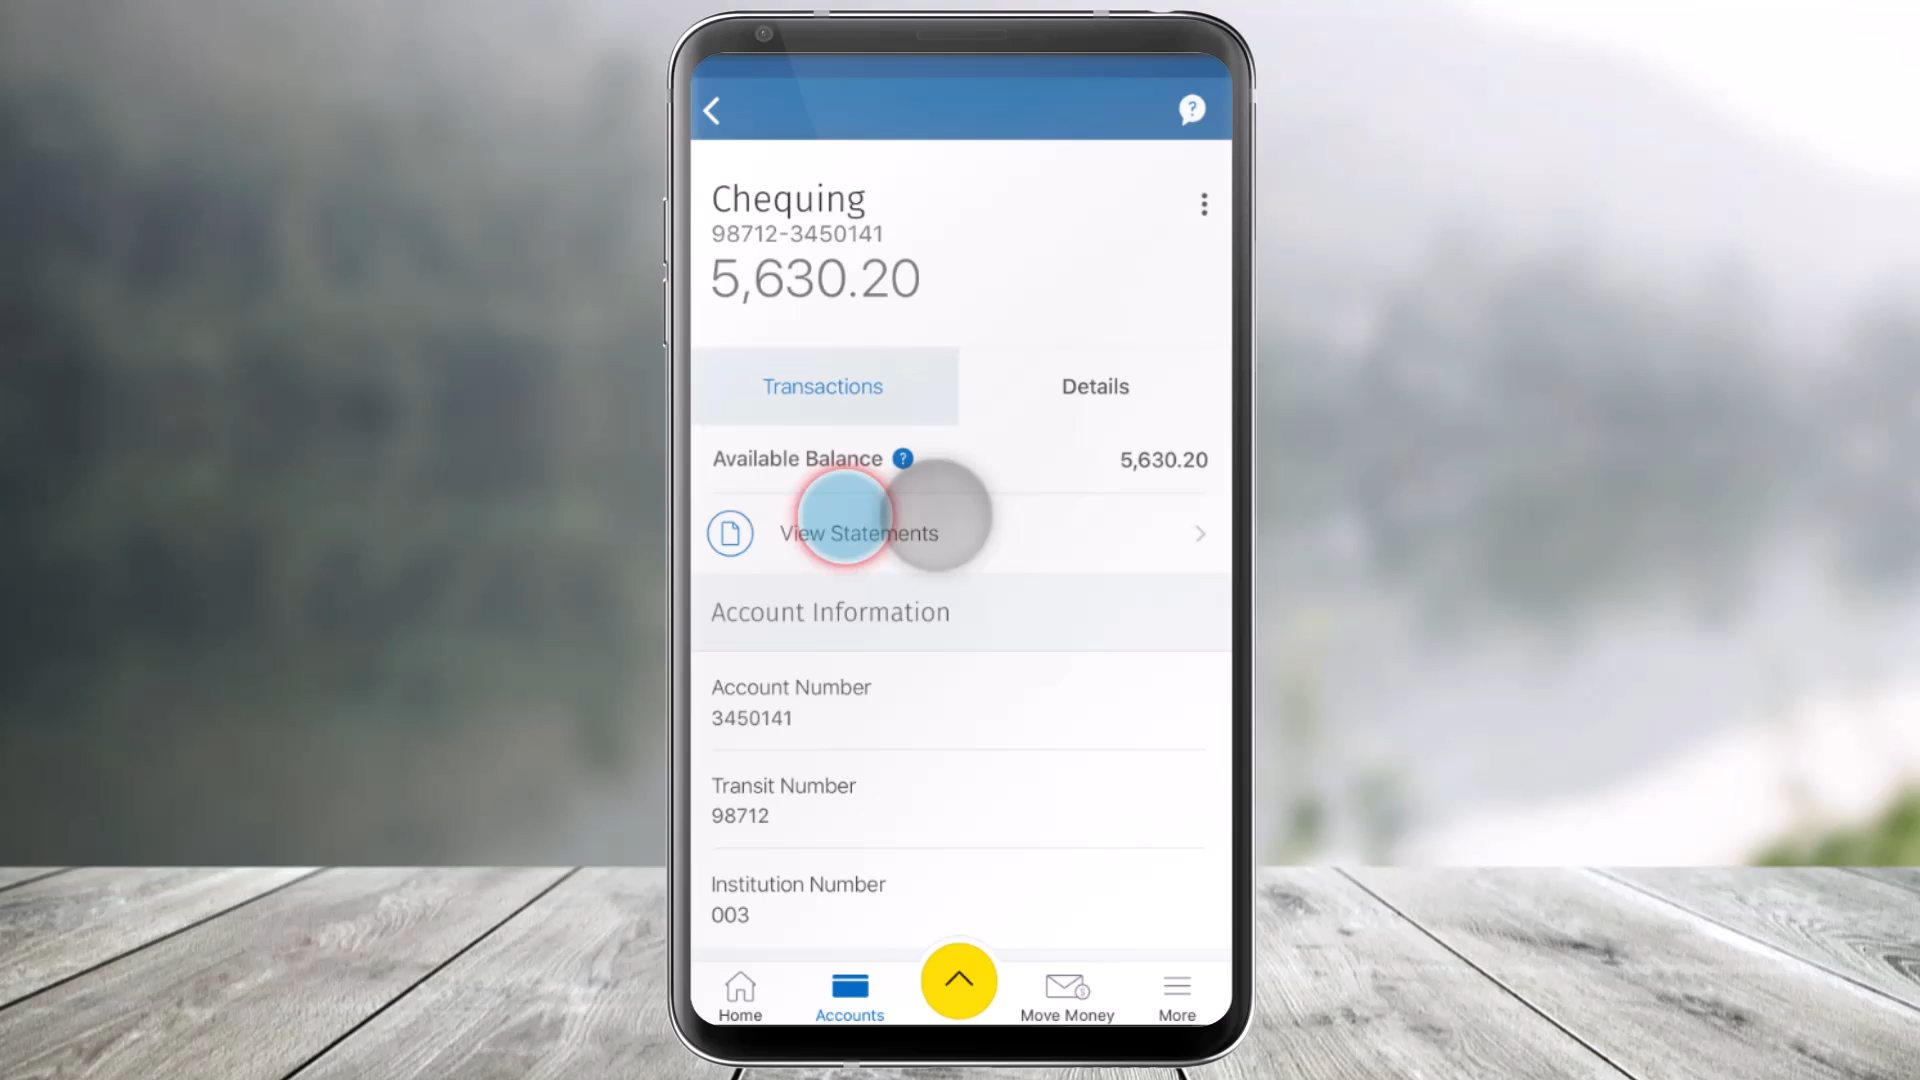 ?
Chequing
98712-3450141
5,630.20
Transactions
Details
Available Balance ?
5,630.20
View Statements
Account Information
Account Number
3450141
Transit Number
98712
Institution Number
003
$
Home
Accounts
Move Money
More